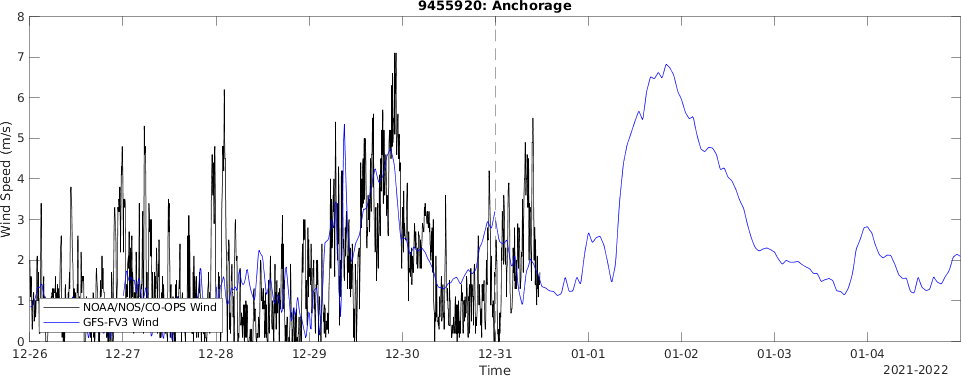 9455920: Anchorage
8
7
6
5
4
3
2
1
0
Wind Speed (m/s)
NOAA/NOS/CO-OPS Wind
GFS-FV3 Wind
12-26 12-27 12-28 12-29 12-30 12-31 01-01 01-02 01-03 01-04
Time
2021-2022